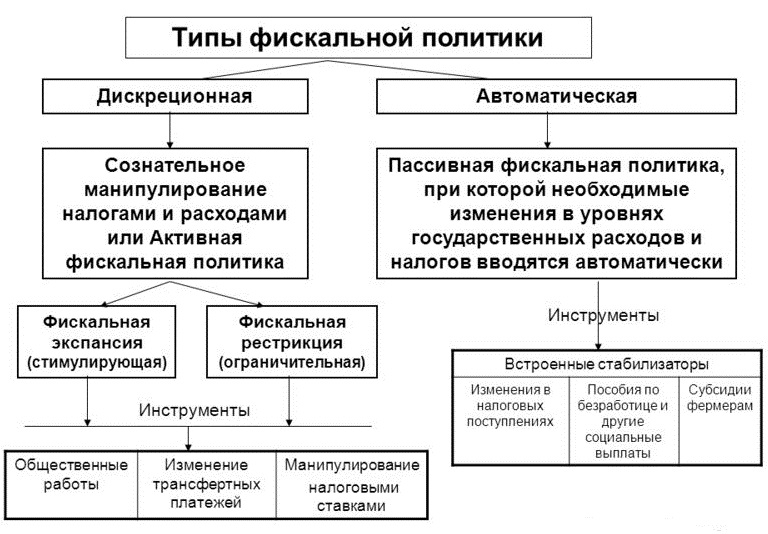 Типы фискальной политики
Дискреционная
Автоматическая
Сознательное
манипулирование
налогами и расходами
или Активная
фискальная политика
Пассивная фискальная политика,
при которой необходимые
изменения в уровнях
государственных расходов и
налогов вводятся автоматически
Фискальная
экспансия
(стимулирующая)
Фискальная
рестрикция
(ограничительная)
Инструменты
Общественные
работы
Изменение
трансфертных
платежей
Манипулирование
налоговыми
ставками
Инструменты
Встроенные стабилизаторы
Изменения в
налоговых
поступлениях
Пособия по
безработице и
другие
социальные
выплаты
Субсидии
фермерам